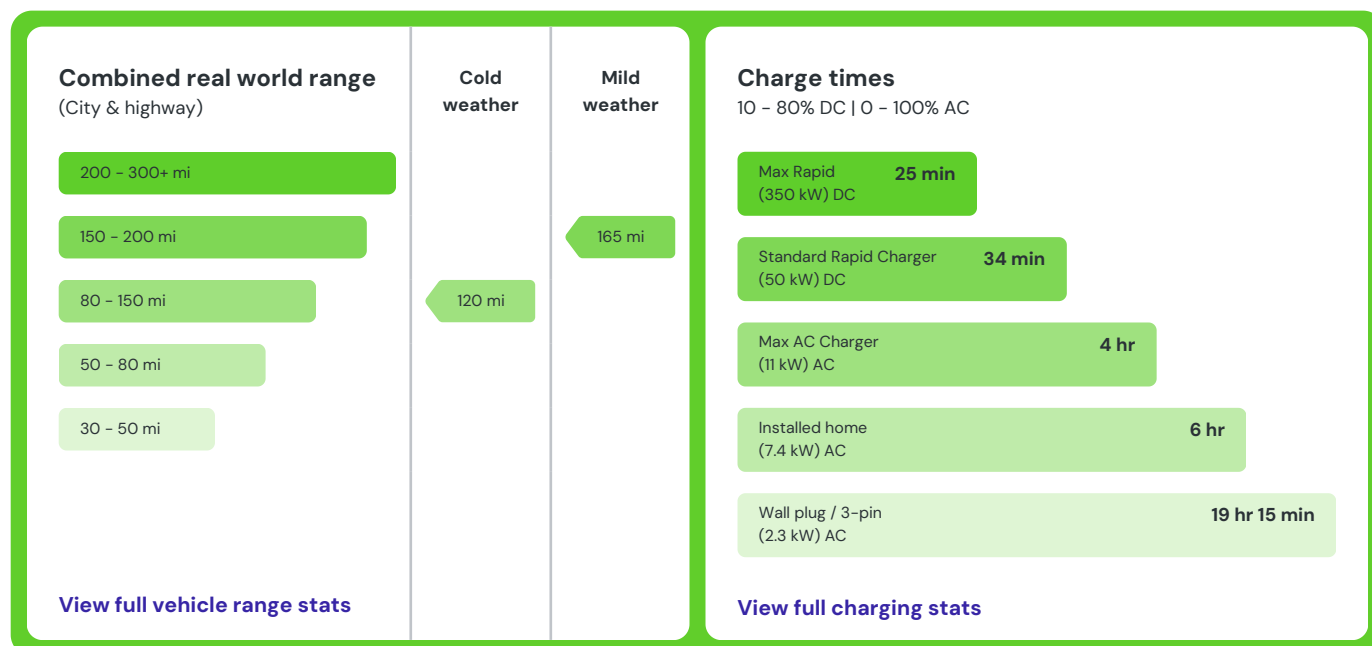 Combined real world range
(City & highway)
Cold
weather
Mild
weather
200 - 300+ mi
150 - 200 mi
165 mi
80 - 150 mi
120 mi
50 - 80 mi
30 - 50 mi
View full vehicle range stats
Charge times
10 - 80% DC | 0 - 100% AC
Max Rapid
(350 kW) DC
25 min
Standard Rapid Charger
(50 kW) DC
34 min
Max AC Charger
(11 kW) AC
4 hr
Installed home
(7.4 kW) AC
6 hr
Wall plug / 3-pin
(2.3 kW) AC
19 hr 15 min
View full charging stats